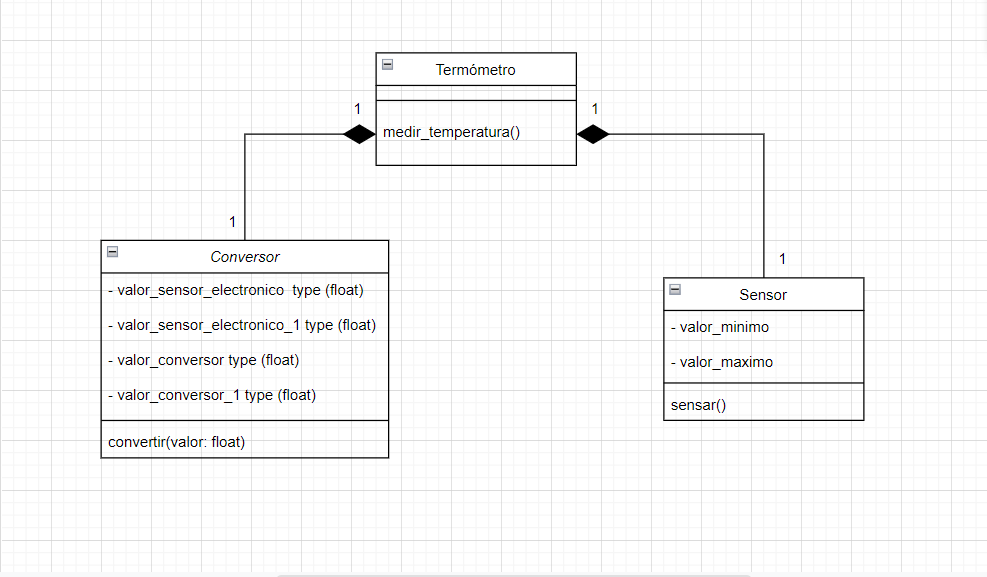 Termómetro
1
1
medir_temperatura()
1
1
Conversor
- valor_sensor_electronico  type (float)
- valor_sensor_electronico_1 type (float)
- valor_conversor type (float)
- valor_conversor_1 type (float)
convertir(valor: float)
Sensor
- valor_minimo
- valor_maximo
sensar()